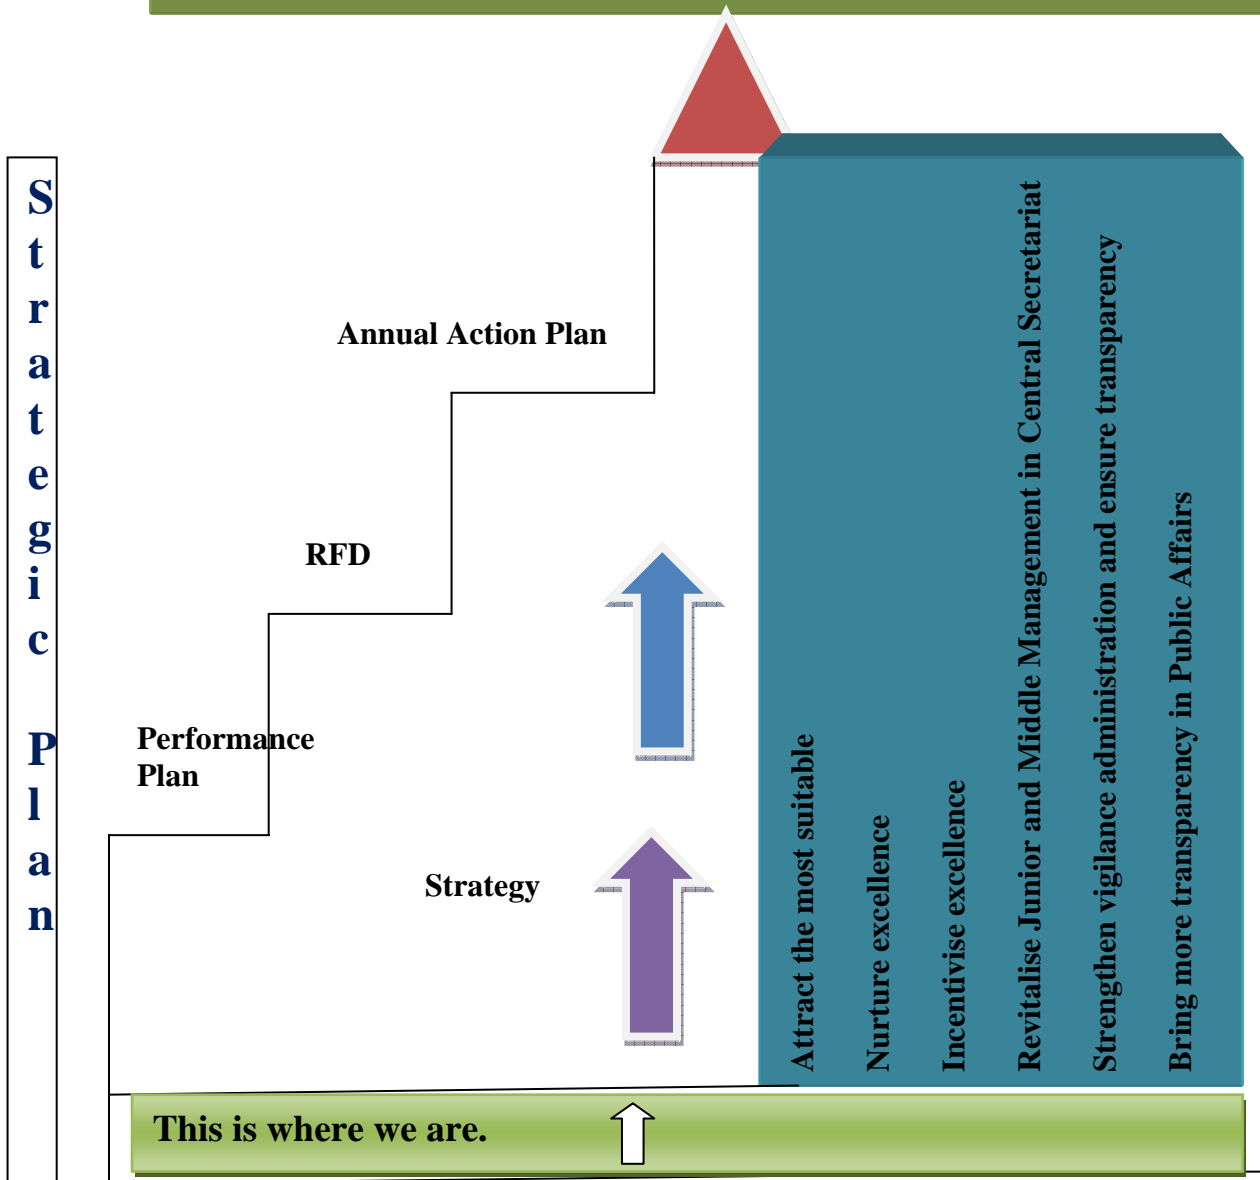 Strategic Plan
Annual Action Plan
RFD
Performance
Plan
Strategy
Attract the most suitable
Nurture excellence
Incentivise excellence
Revitalise Junior and Middle Management in Central Secretariat
Strengthen vigilance administration and ensure transparency
Bring more transparency in Public Affairs
This is where we are.